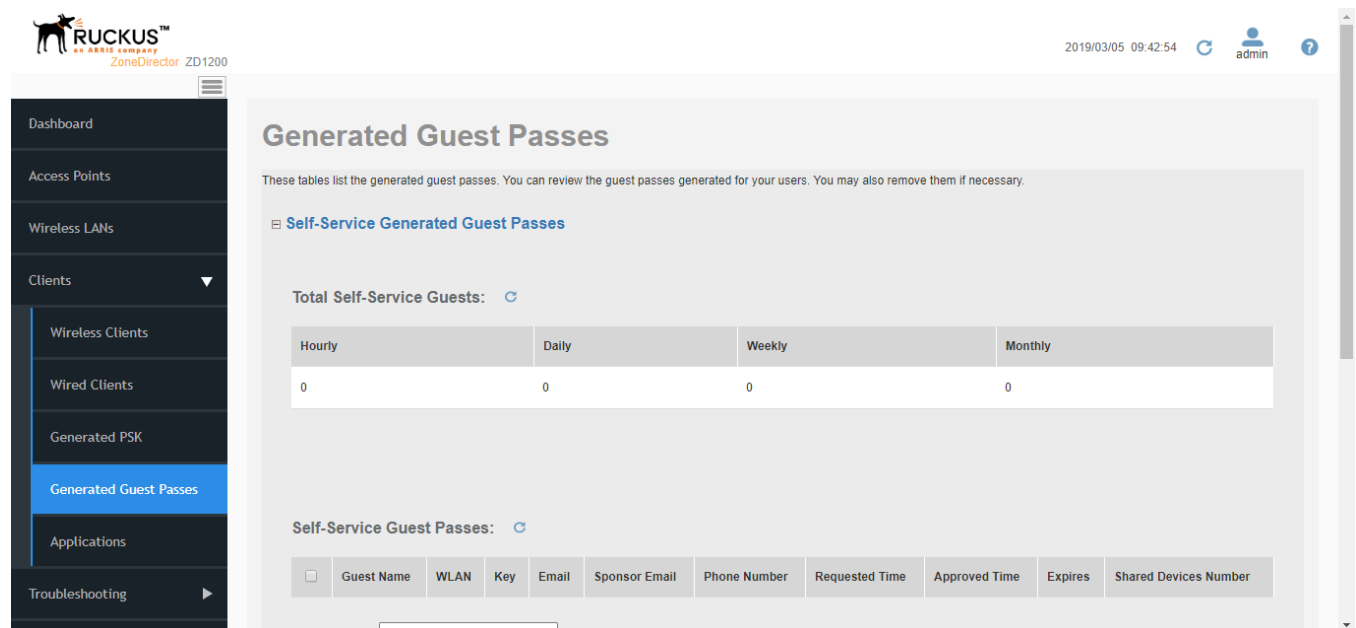 RUCKUS™
an ARRIS company
ZoneDirector ZD1200
2019/03/05 09:42:54
admin
?
Dashboard
Access Points
Wireless LANs
Clients
Wireless Clients
Wired Clients
Generated PSK
Generated Guest Passes
Applications
Troubleshooting
Generated Guest Passes
These tables list the generated guest passes. You can review the guest passes generated for your users. You may also remove them if necessary.
Self-Service Generated Guest Passes
Total Self-Service Guests:
Hourly Daily Weekly Monthly
0 0 0 0
Self-Service Guest Passes:
Guest Name WLAN Key Email Sponsor Email Phone Number Requested Time Approved Time Expires Shared Devices Number